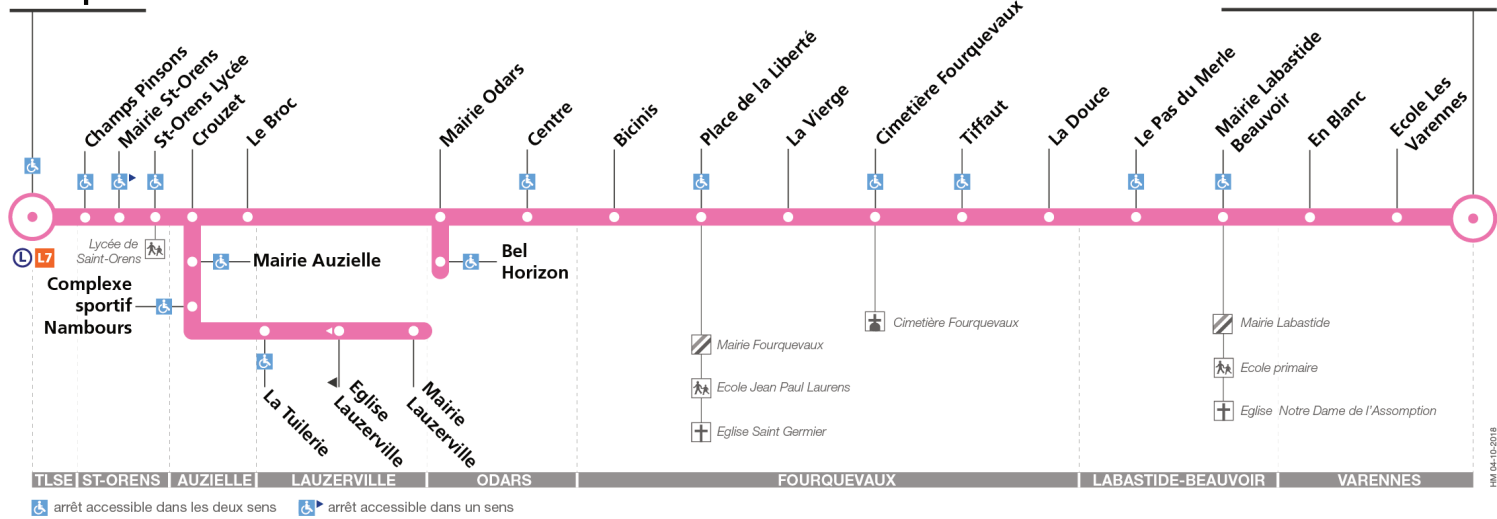 Champs Pinsons
Mairie St-Orens
St-Orens Lycée
Crouzet
Le Broc
Mairie Odars
Centre
Bicinis
Place de la Liberté
La Vierge
Cimetière Fourquevaux
Tiffaut
La Douce
Le Pas du Merle
Mairie Labastide
Beauvoir
En Blanc
Ecole Les
Varennes
L L7
Lycée de
Saint-Orens
Mairie Auzielle
Bel
Horizon
Complexe
sportif
Nambours
La Tuilerie
Eglise
Lauzerville
Mairie
Lauzerville
Mairie Fourquevaux
Ecole Jean Paul Laurens
Eglise Saint Germier
Cimetière Fourquevaux
Mairie Labastide
Ecole primaire
Eglise Notre Dame de l'Assomption
TLSE ST-ORENS AUZIELLE LAUZERVILLE ODARS FOURQUEVAUX LABASTIDE-BEAUVOIR VARENNES
arrêt accessible dans les deux sens arrêt accessible dans un sens
HM 04-10-2018